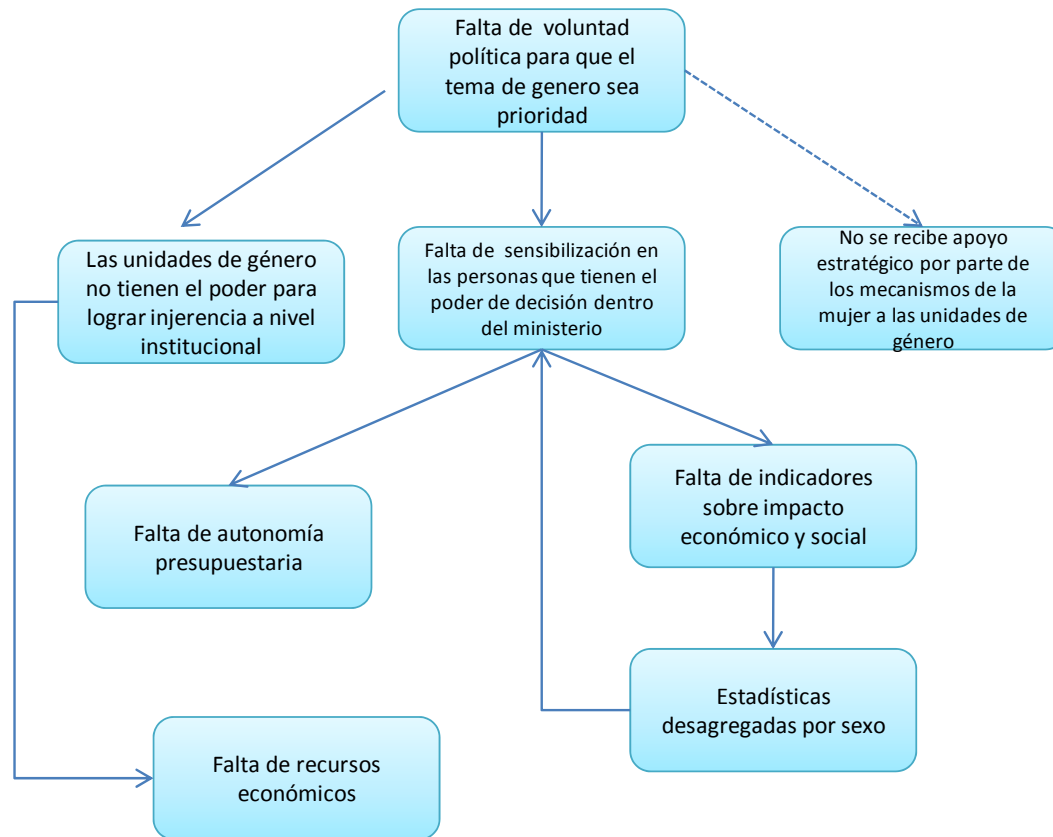 Falta de voluntad
política para que el
tema de genero sea
prioridad
Las unidades de género
no tienen el poder para
lograr injerencia a nivel
institucional
Falta de sensibilización en
las personas que tienen el
poder de decisión dentro
del ministerio
No se recibe apoyo
estratégico por parte de
los mecanismos de la
mujer a las unidades de
género
Falta de autonomía
presupuestaria
Falta de indicadores
sobre impacto
económico y social
Estadísticas
desagregadas por sexo
Falta de recursos
económicos